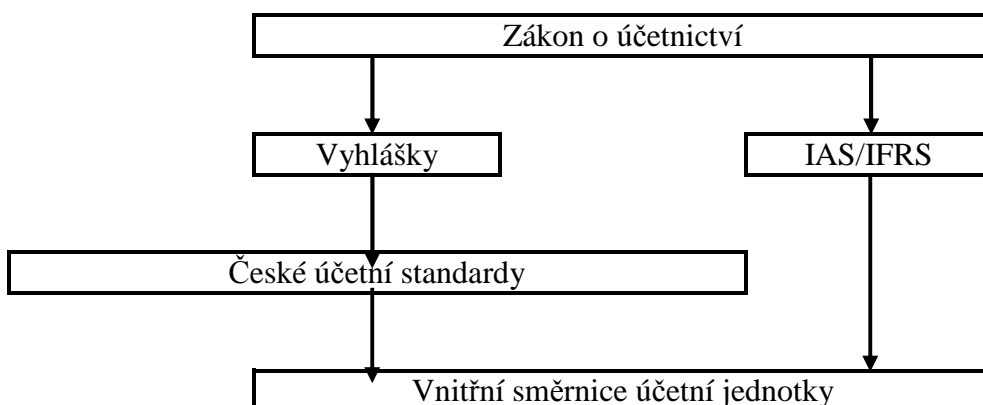 Zákon o účetnictví
Vyhlášky
IAS/IFRS
České účetní standardy
Vnitřní směrnice účetní jednotky